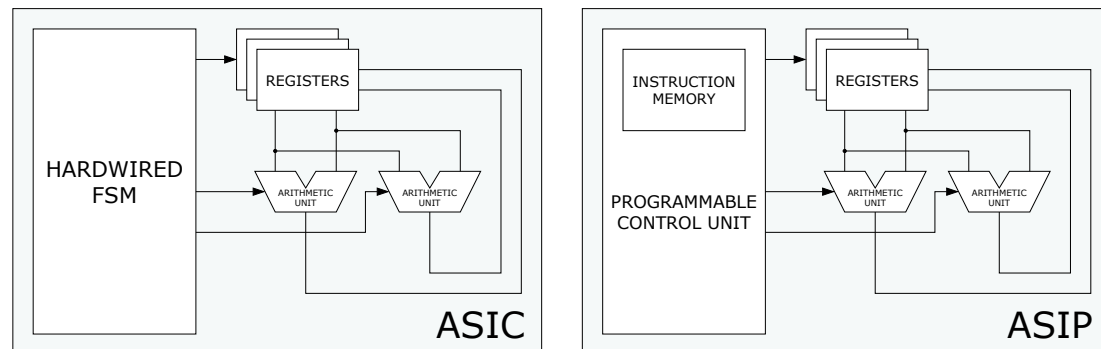 HARDWIRED
FSM
REGISTERS
ARITHMETIC
UNIT
ARITHMETIC
UNIT
ASIC
INSTRUCTION
MEMORY
PROGRAMMABLE
CONTROL UNIT
REGISTERS
ARITHMETIC
UNIT
ARITHMETIC
UNIT
ASIP